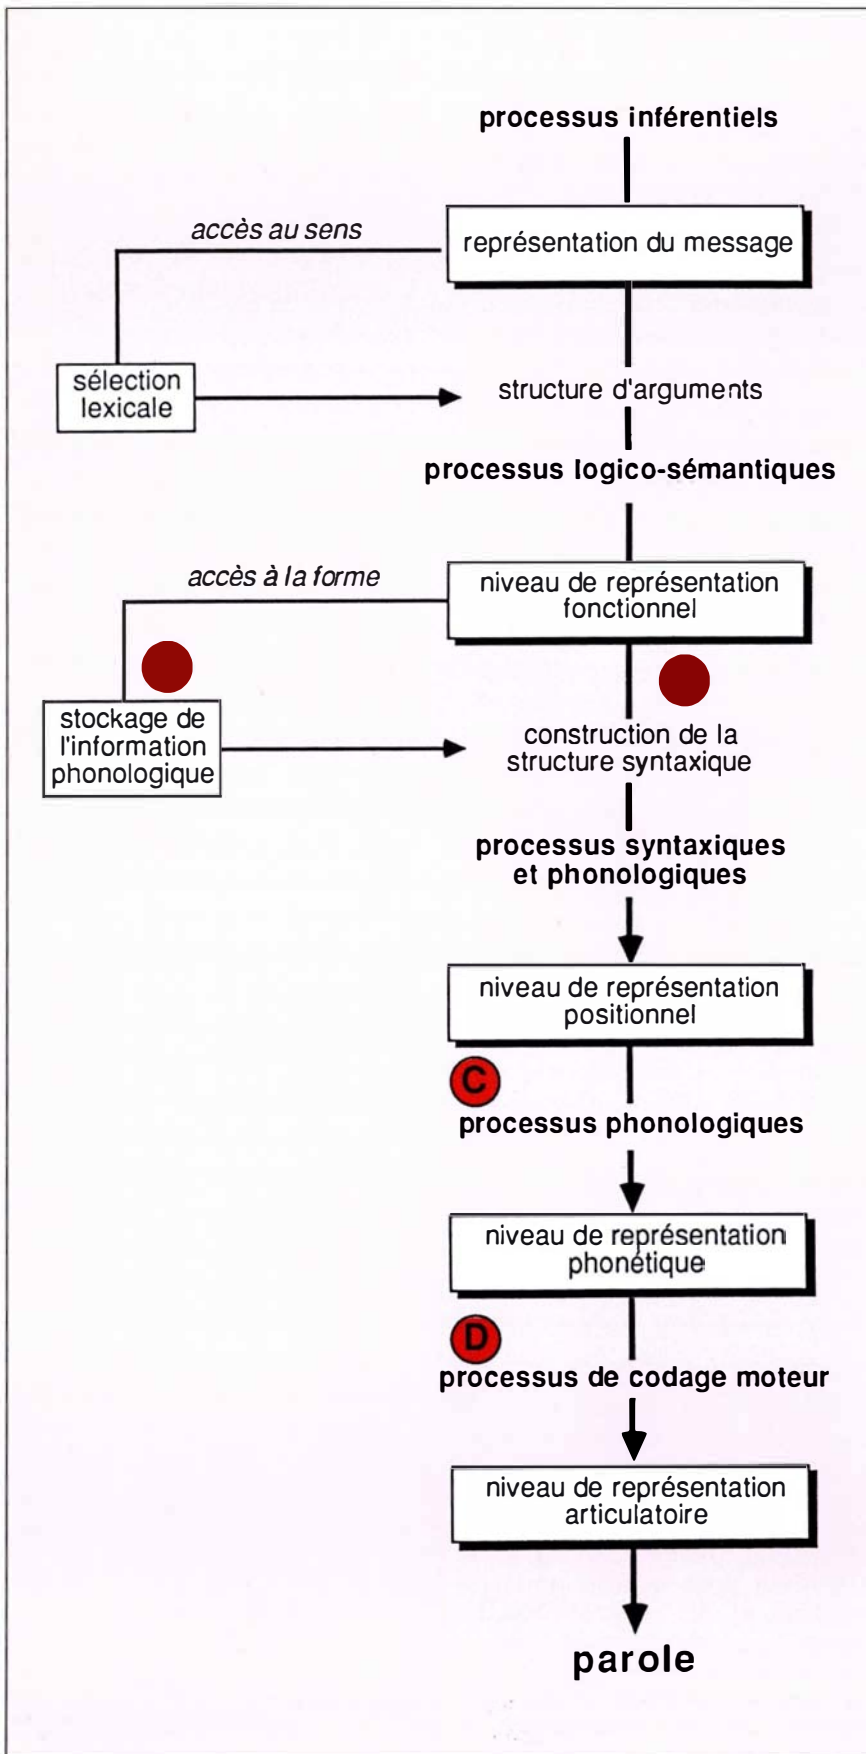 processus inférentiels
accès au sens
représentation du message
sélection
lexicale
structure d'arguments
processus logico-sémantiques
accès à la forme
niveau de représentation
fonctionnel
stockage de
l'information
phonologique
construction de la
structure syntaxique
processus syntaxiques
et phonologiques
niveau de représentation
positionnel
C
processus phonologiques
niveau de représentation
phonétique
D
processus de codage moteur
niveau de représentation
articulatoire
parole